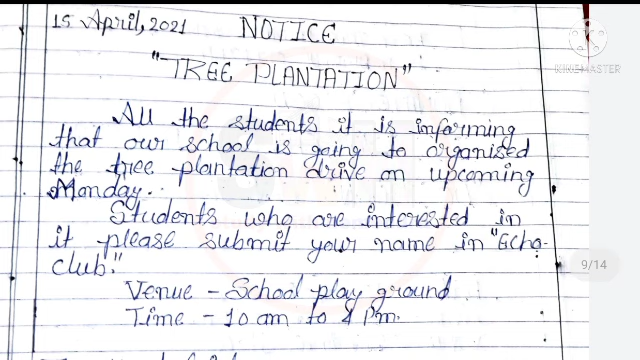 15 April, 2021 NOTICE
"TREE PLANTATION"
All the students it is informing
that our school is going to organised
the tree plantation drive on upcoming
Monday.
Students who are interested in
it please submit your name in "Echo
club."
Venue - School play ground
Time - 10 am to 1 Pm.
KINEMASTER
9/14